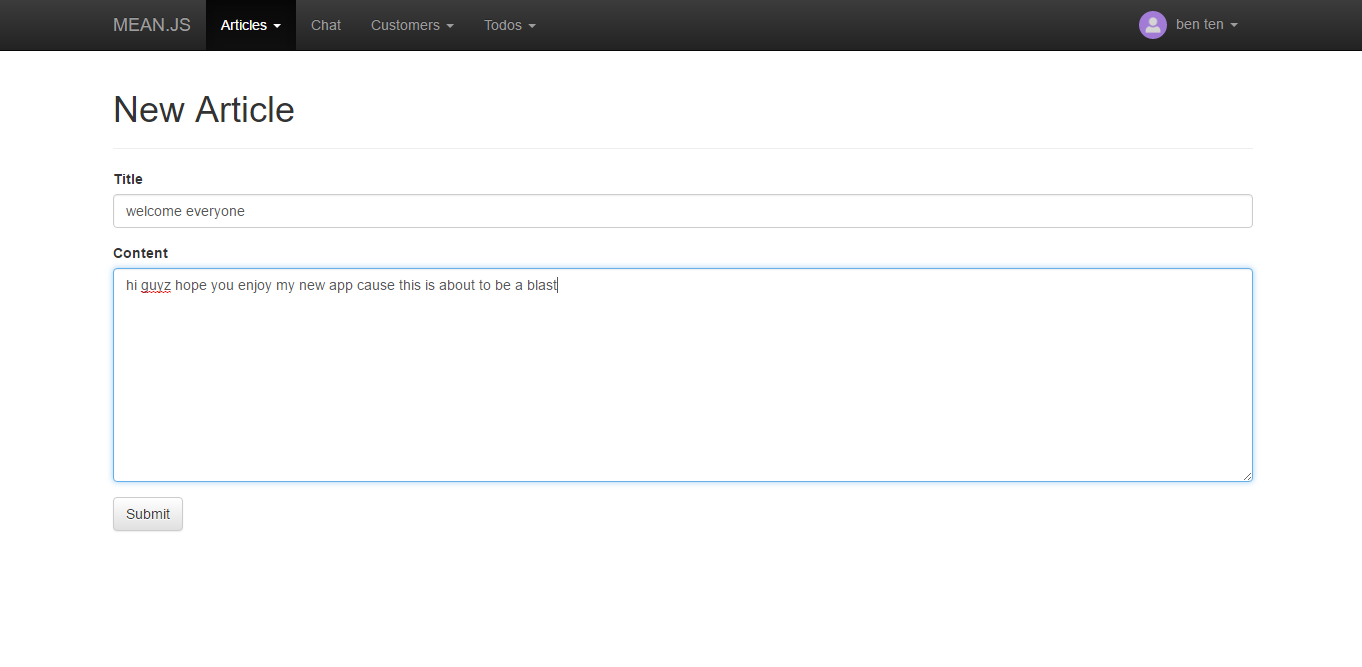 MEAN.JS Articles Chat Customers Todos ben ten
New Article
Title
welcome everyone
Content
hi guyz hope you enjoy my new app cause this is about to be a blast
Submit